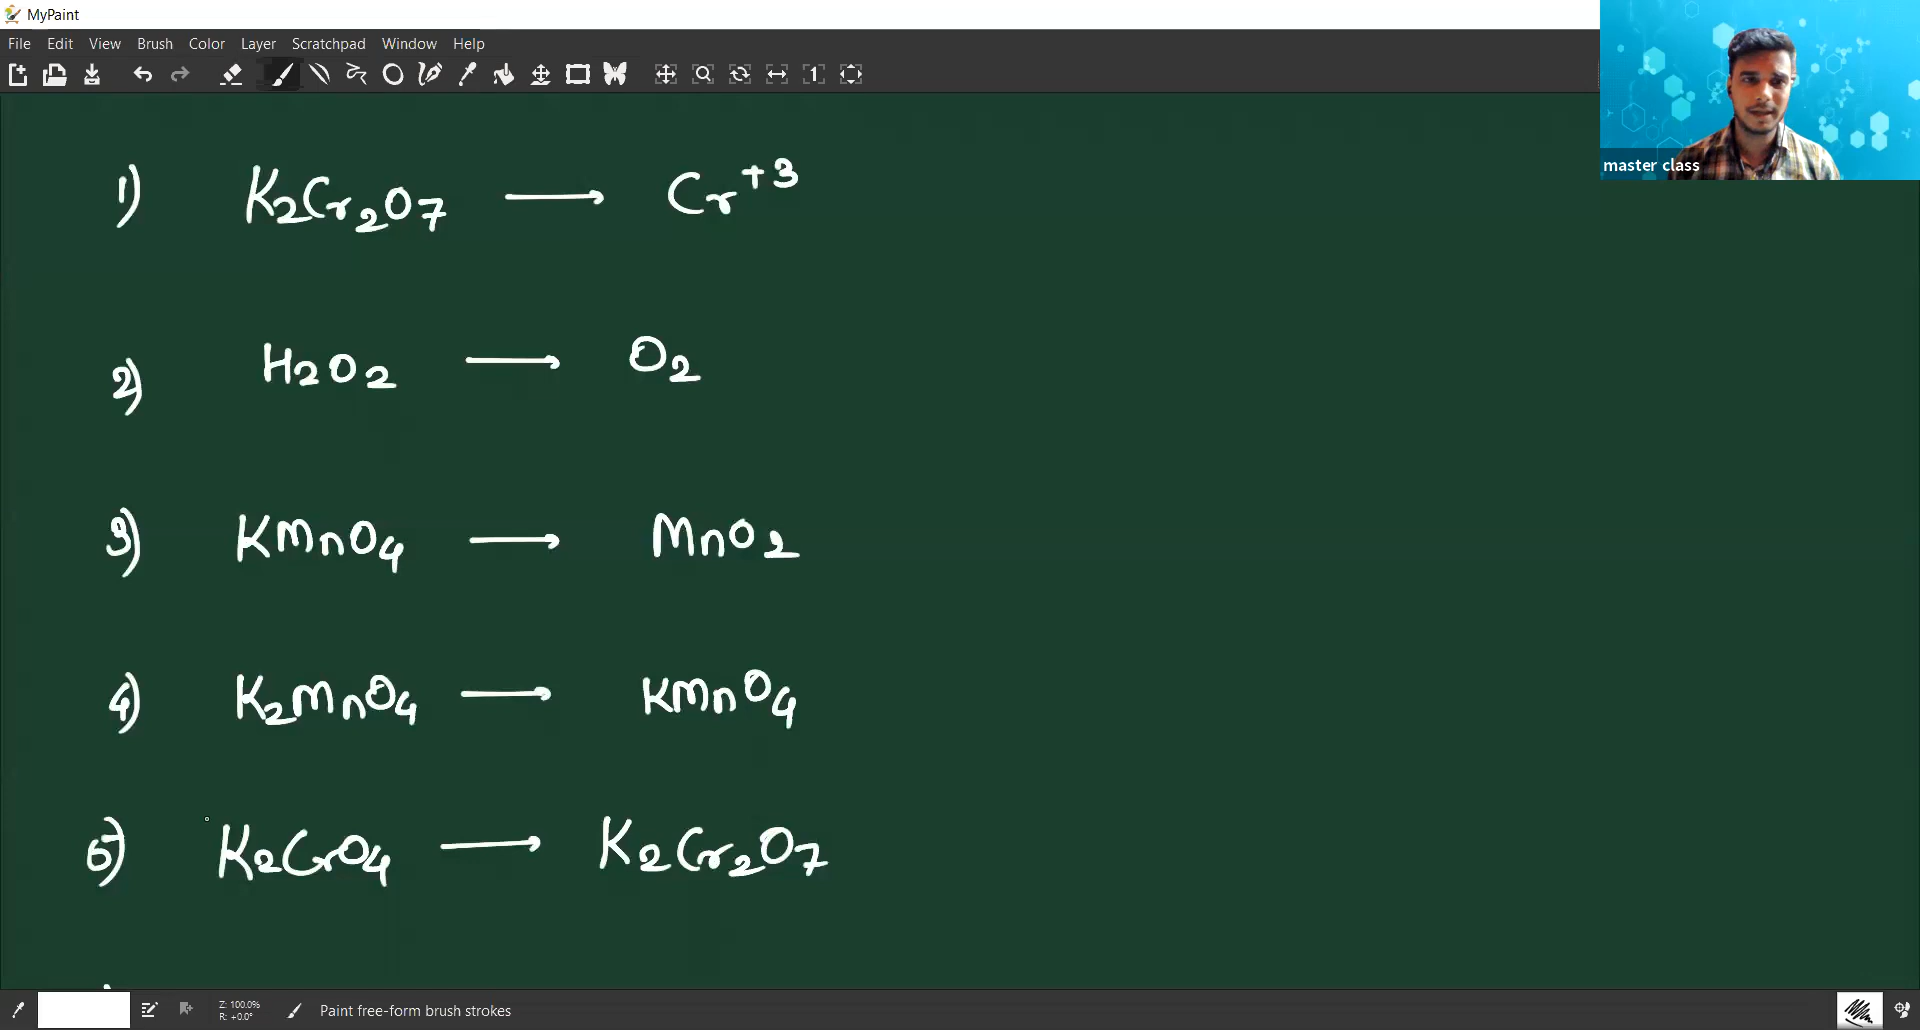 MyPaint
File Edit View Brush Color Layer Scratchpad Window Help
master class
1) K2Cr2O7 ⟶ Cr+3
2) H2O2 ⟶ O2
3) KMnO4 ⟶ MnO2
4) K2MnO4 ⟶ KMnO4
5) K2CrO4 ⟶ K2Cr2O7
Z: 100.0%
R: +0.0°
Paint free-form brush strokes